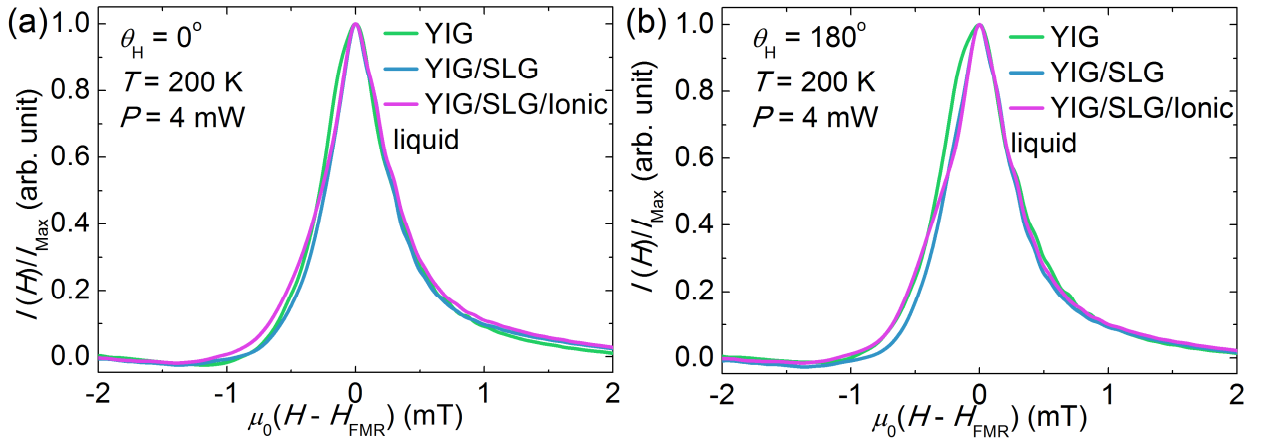 (a)
θH = 0°
T = 200 K
P = 4 mW
YIG
YIG/SLG
YIG/SLG/Ionic
liquid
I (H)/IMax (arb. unit)
1.0
0.8
0.6
0.4
0.2
0.0
-2 -1 0 1 2
μ0(H - HFMR) (mT)
(b)
θH = 180°
T = 200 K
P = 4 mW
YIG
YIG/SLG
YIG/SLG/Ionic
liquid
I (H)/IMax (arb. unit)
1.0
0.8
0.6
0.4
0.2
0.0
-2 -1 0 1 2
μ0(H - HFMR) (mT)